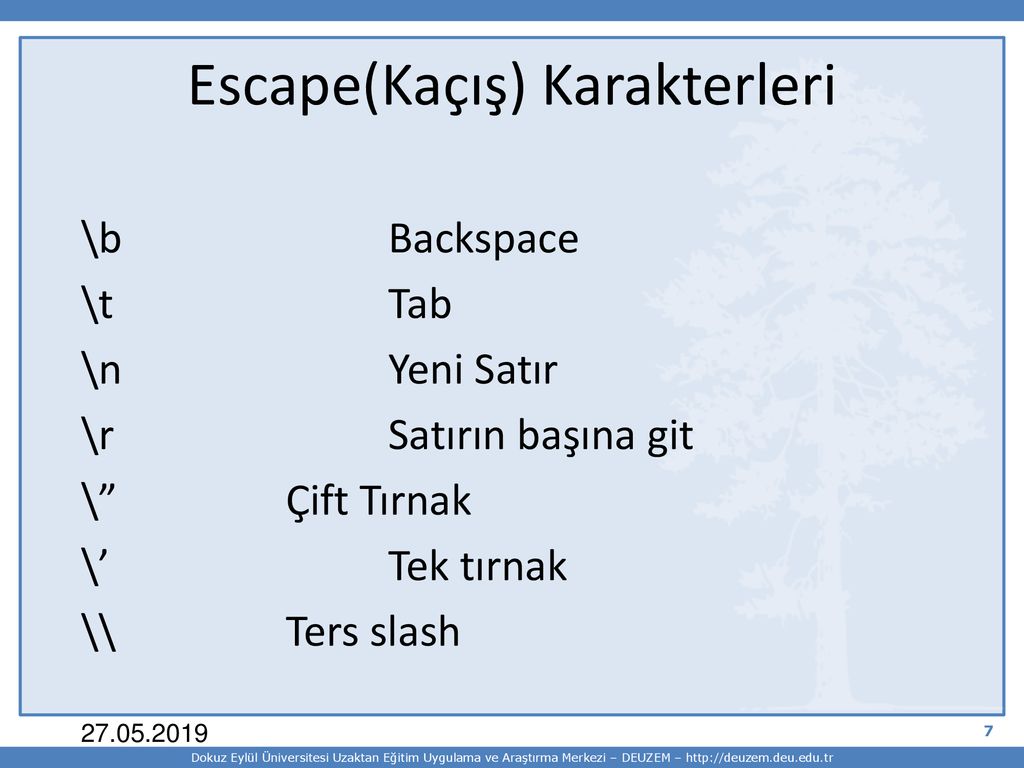 Escape(Kaçış) Karakterleri
\b Backspace
\t Tab
\n Yeni Satır
\r Satırın başına git
\” Çift Tırnak
\’ Tek tırnak
\\ Ters slash
27.05.2019
7
Dokuz Eylül Üniversitesi Uzaktan Eğitim Uygulama ve Araştırma Merkezi – DEUZEM – http://deuzem.deu.edu.tr